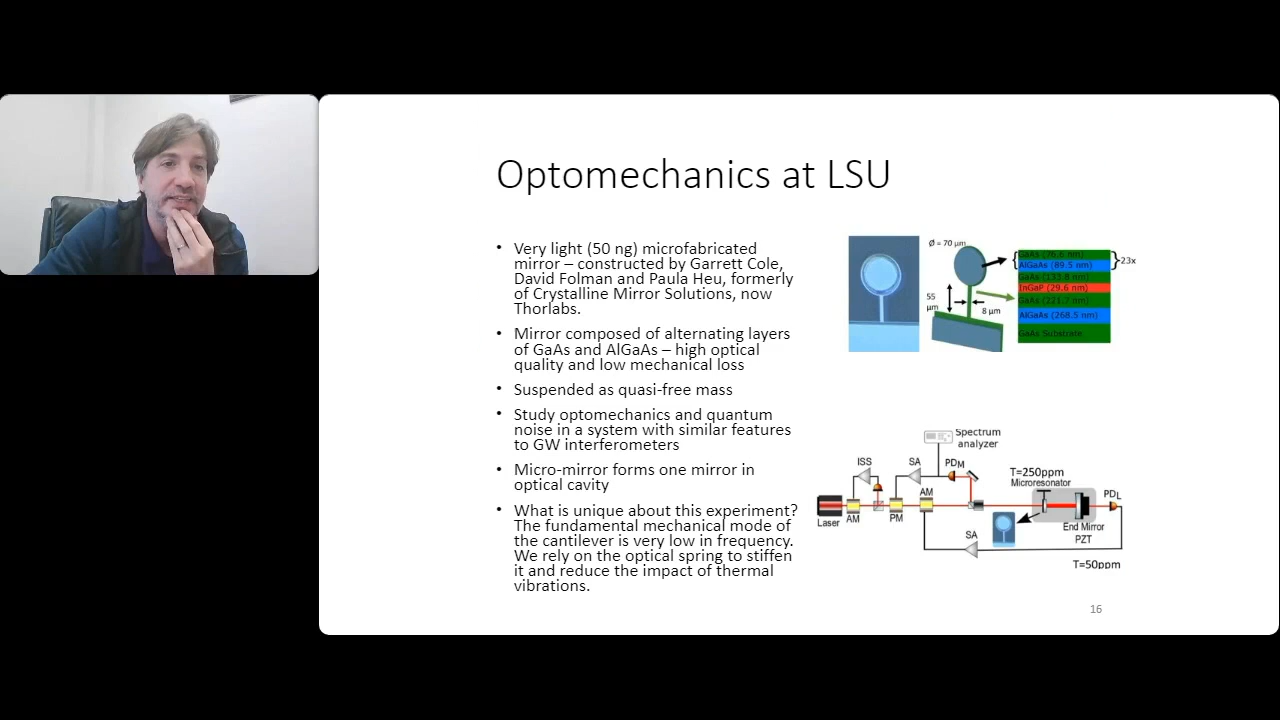 Optomechanics at LSU
• Very light (50 ng) microfabricated
mirror – constructed by Garrett Cole,
David Folman and Paula Heu, formerly
of Crystalline Mirror Solutions, now
Thorlabs.
• Mirror composed of alternating layers
of GaAs and AlGaAs – high optical
quality and low mechanical loss
• Suspended as quasi-free mass
• Study optomechanics and quantum
noise in a system with similar features
to GW interferometers
• Micro-mirror forms one mirror in
optical cavity
• What is unique about this experiment?
The fundamental mechanical mode of
the cantilever is very low in frequency.
We rely on the optical spring to stiffen
it and reduce the impact of thermal
vibrations.
Ø = 70 µm
55
µm
8 µm
GaAs (76.6 nm)
AlGaAs (89.5 nm)
23x
GaAs (133.8 nm)
InGaP (29.6 nm)
GaAs (221.7 nm)
AlGaAs (268.5 nm)
GaAs Substrate
Spectrum
analyzer
ISS
SA
PDM
T=250ppm
Microresonator
AM
PDL
Laser
AM
PM
End Mirror
PZT
SA
T=50ppm
16